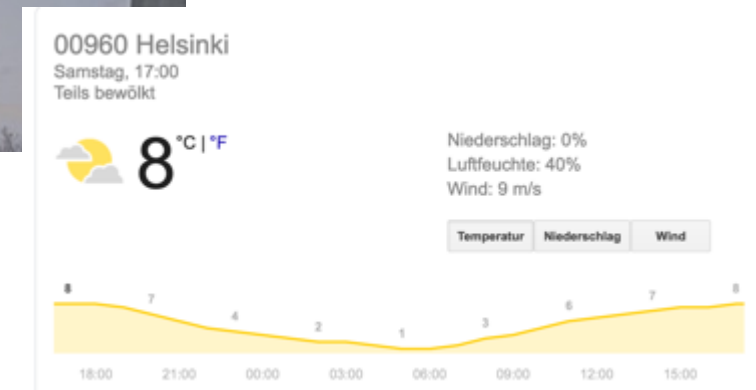 00960 Helsinki
Samstag, 17:00
Teils bewölkt
8 °C | °F
Niederschlag: 0%
Luftfeuchte: 40%
Wind: 9 m/s
Temperatur Niederschlag Wind
8 7 4 2 1 3 6 7 8
18:00 21:00 00:00 03:00 06:00 09:00 12:00 15:00